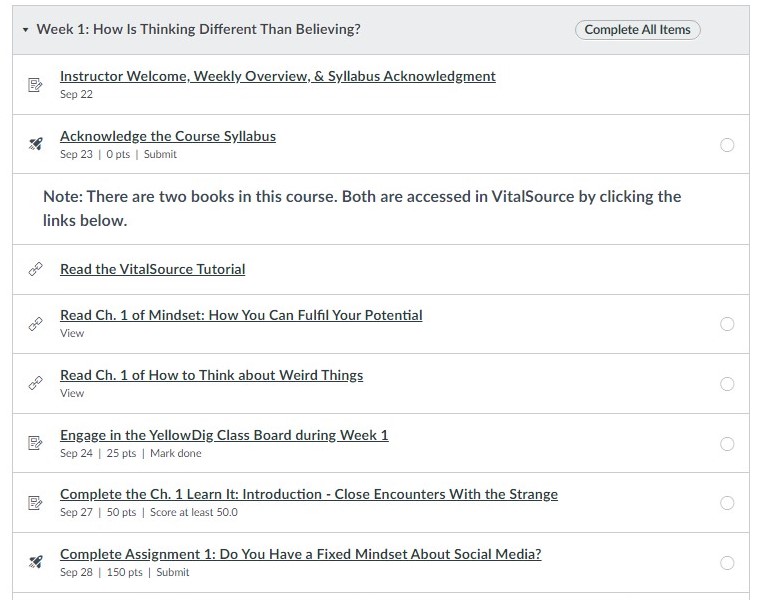 Week 1: How Is Thinking Different Than Believing?
Complete All Items
Instructor Welcome, Weekly Overview, & Syllabus Acknowledgment
Sep 22
Acknowledge the Course Syllabus
Sep 23 | 0 pts | Submit
Note: There are two books in this course. Both are accessed in VitalSource by clicking the
links below.
Read the VitalSource Tutorial
Read Ch. 1 of Mindset: How You Can Fulfil Your Potential
View
Read Ch. 1 of How to Think about Weird Things
View
Engage in the YellowDig Class Board during Week 1
Sep 24 | 25 pts | Mark done
Complete the Ch. 1 Learn It: Introduction - Close Encounters With the Strange
Sep 27 | 50 pts | Score at least 50.0
Complete Assignment 1: Do You Have a Fixed Mindset About Social Media?
Sep 28 | 150 pts | Submit